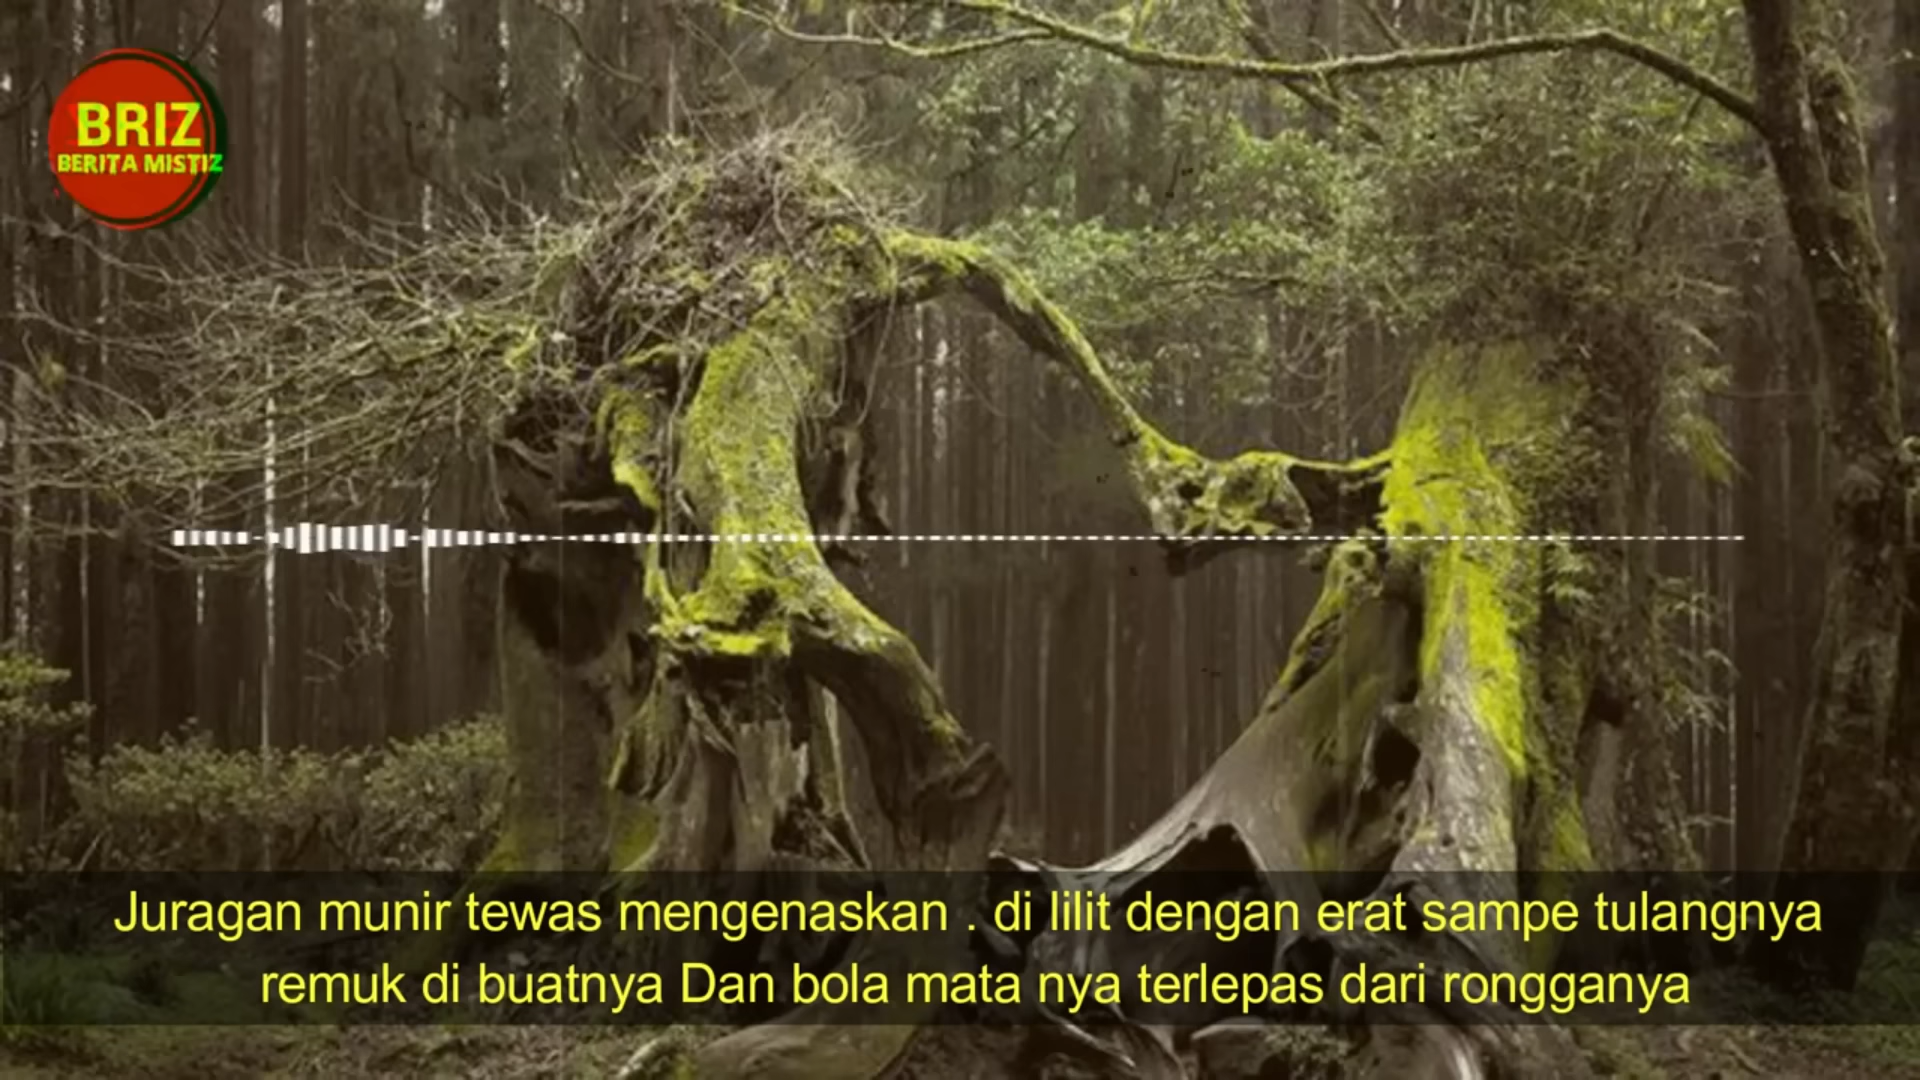 BRIZ
BERITA MISTIZ
Juragan munir tewas mengenaskan . di lilit dengan erat sampe tulangnya
remuk di buatnya Dan bola mata nya terlepas dari rongganya